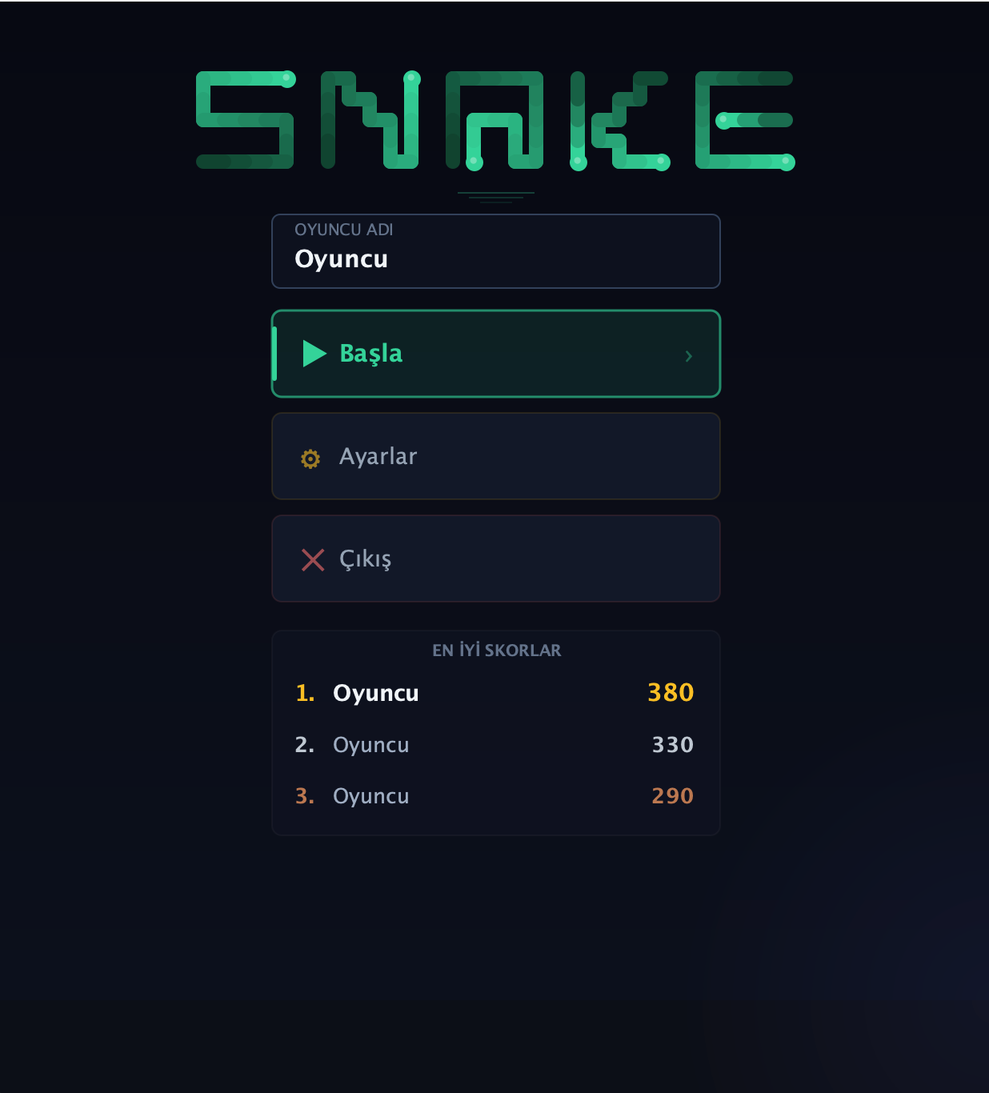 SNAKE
OYUNCU ADI
Oyuncu
Başla
Ayarlar
Çıkış
EN İYİ SKORLAR
1. Oyuncu 380
2. Oyuncu 330
3. Oyuncu 290